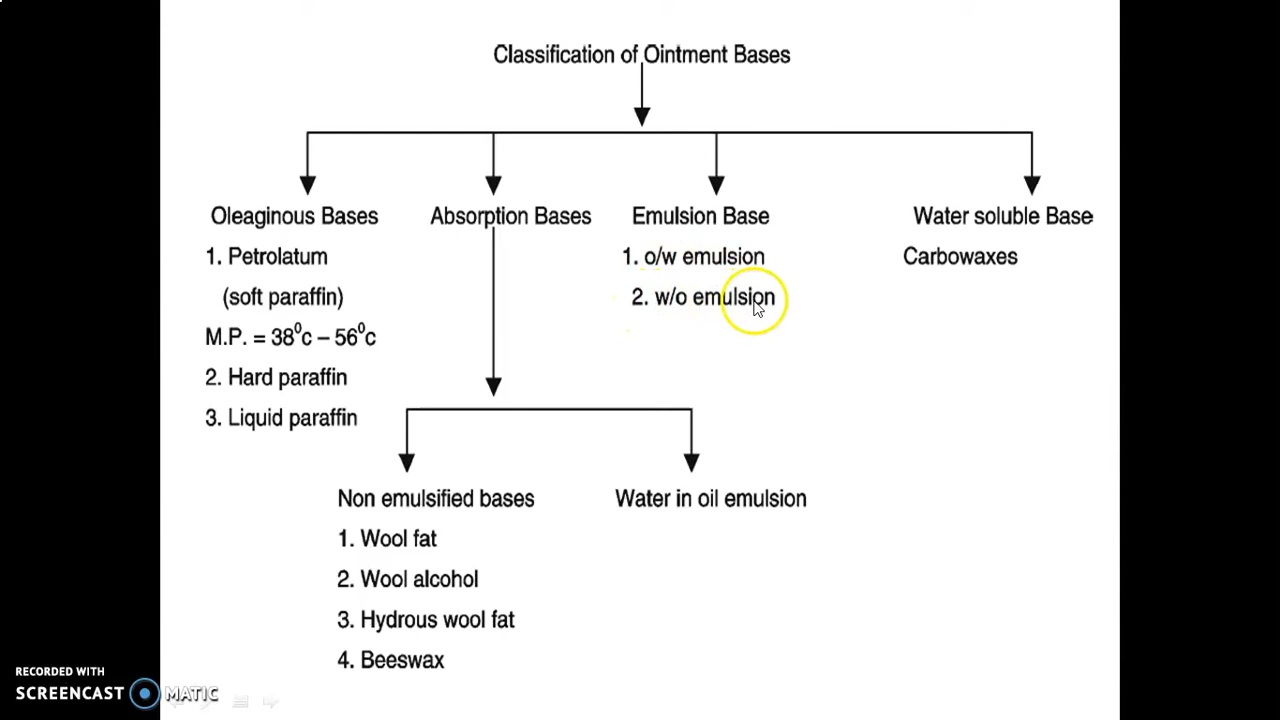 Classification of Ointment Bases
Oleaginous Bases
1. Petrolatum
(soft paraffin)
M.P. = 38⁰c – 56⁰c
2. Hard paraffin
3. Liquid paraffin
Absorption Bases
Non emulsified bases
1. Wool fat
2. Wool alcohol
3. Hydrous wool fat
4. Beeswax
Water in oil emulsion
Emulsion Base
1. o/w emulsion
2. w/o emulsion
Water soluble Base
Carbowaxes
RECORDED WITH
SCREENCAST MATIC